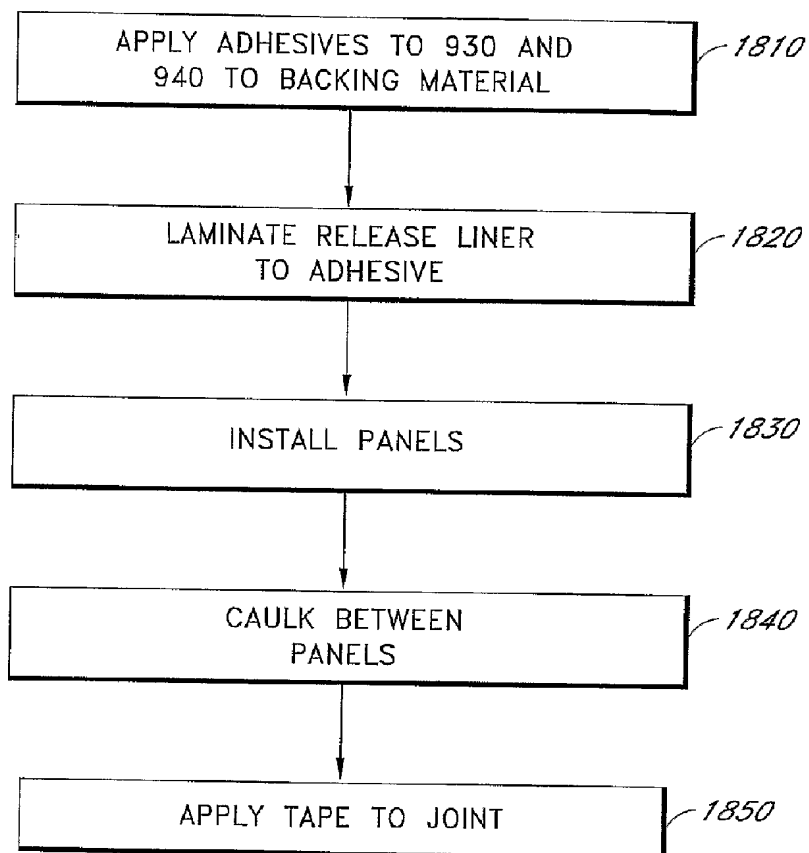 APPLY ADHESIVES TO 930 AND
940 TO BACKING MATERIAL
1810
LAMINATE RELEASE LINER
TO ADHESIVE
1820
INSTALL PANELS
1830
CAULK BETWEEN
PANELS
1840
APPLY TAPE TO JOINT
1850